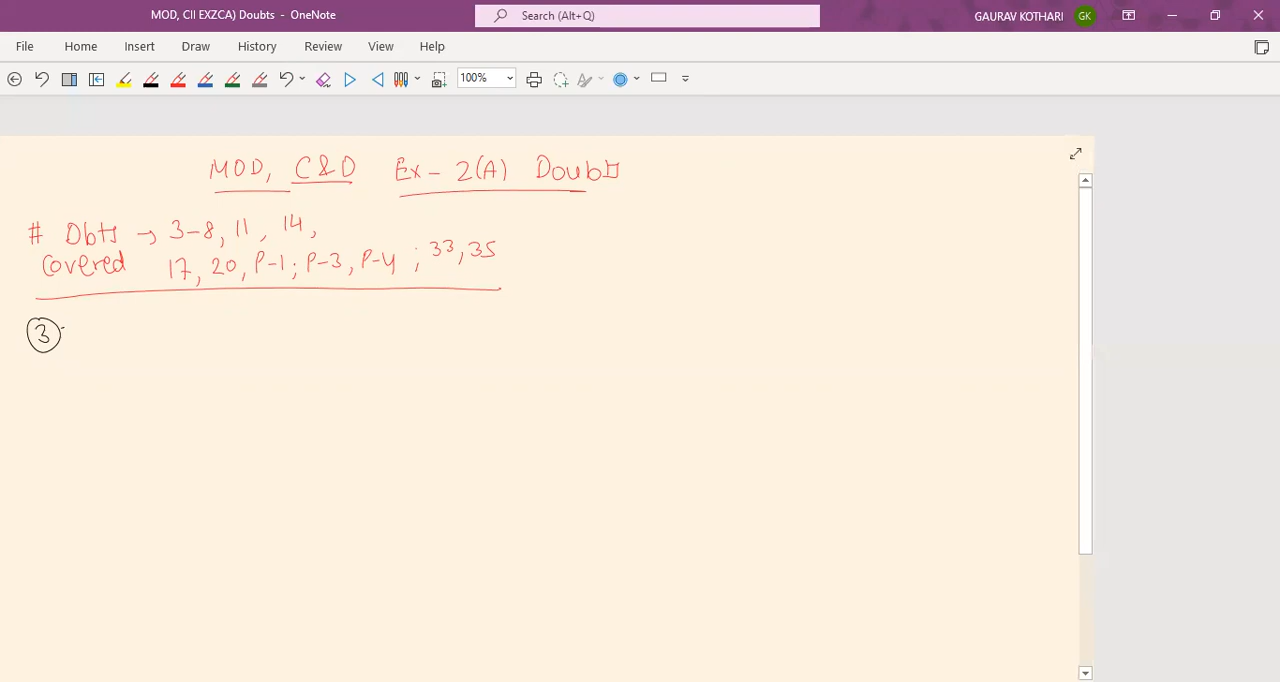 MOD, CII EXZCA) Doubts - OneNote
Search (Alt+Q)
GAURAV KOTHARI GK
File Home Insert Draw History Review View Help
100%
MOD, C&D Ex- 2(A) Doubts
# Dbts → 3-8, 11, 14,
Covered 17, 20, P-1; P-3, P-4 ; 33, 35
3